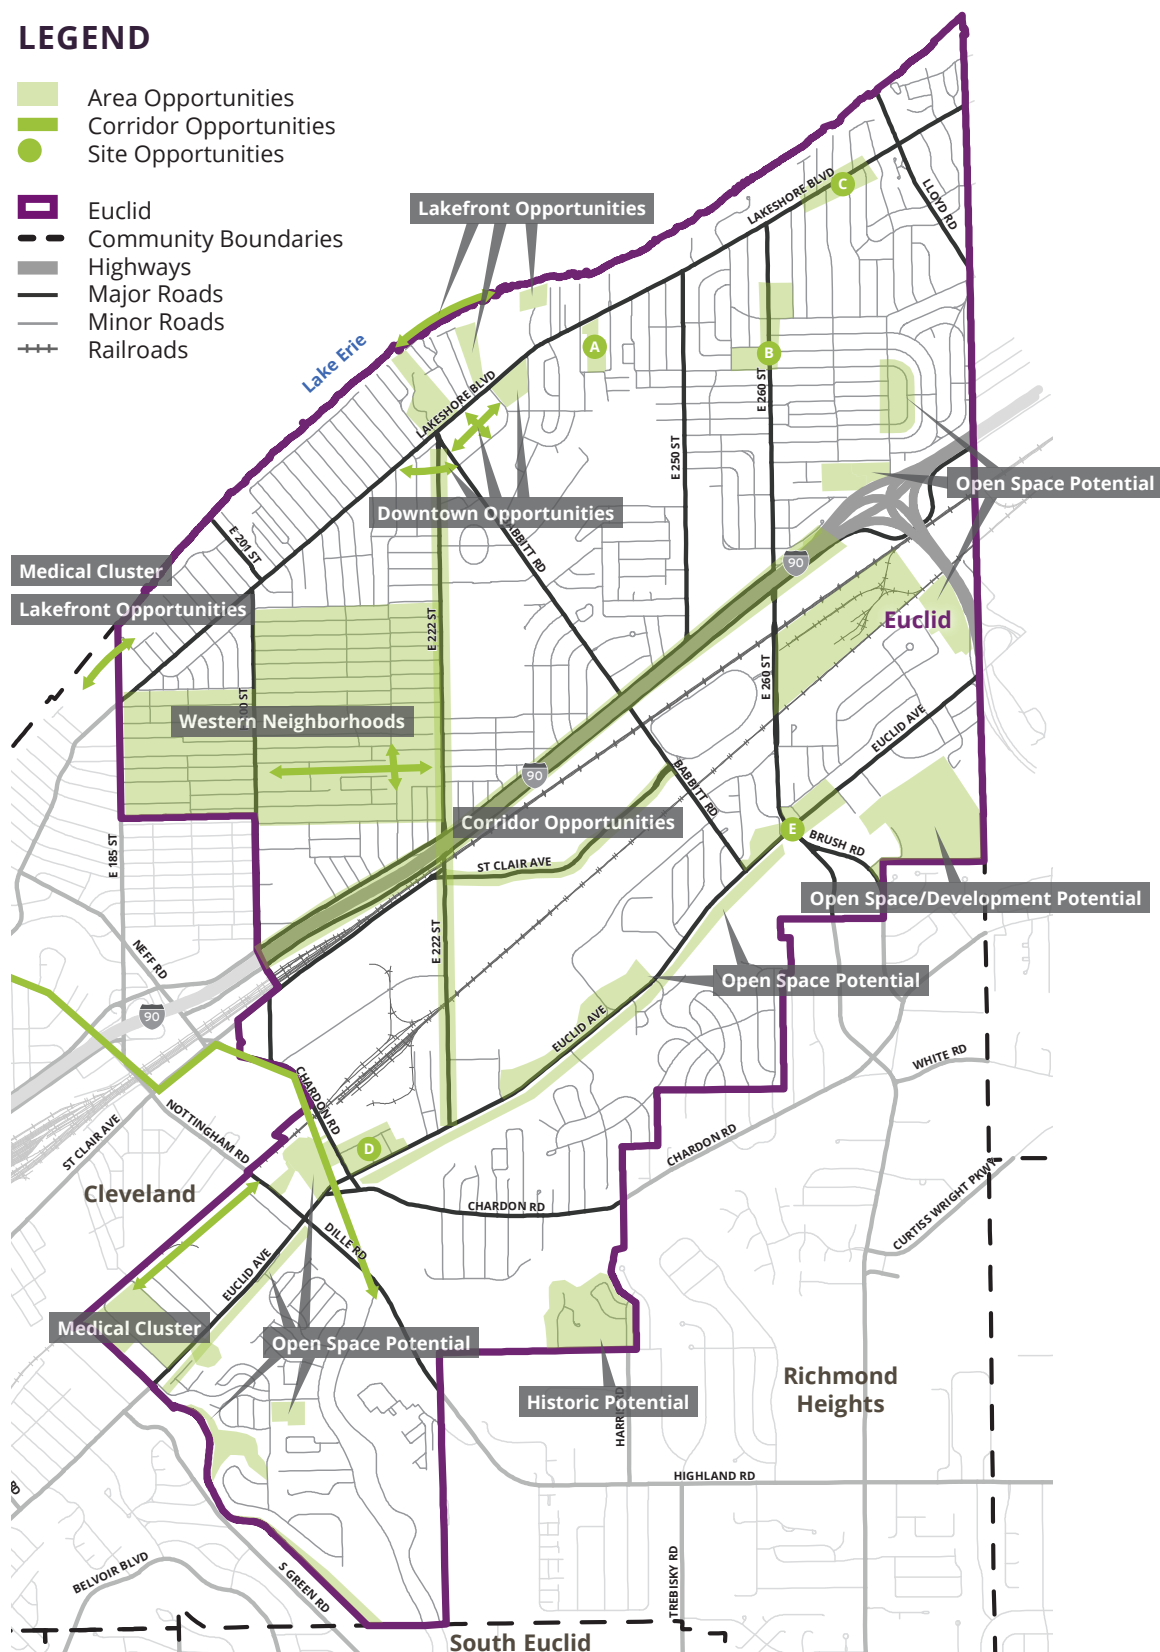 LEGEND
Area Opportunities
Corridor Opportunities
Site Opportunities
Euclid
Community Boundaries
Highways
Major Roads
Minor Roads
Railroads
Lakefront Opportunities
LAKESHORE BLVD
C
LLOYD RD
Lake Erie
A
B
E 260 ST
LAKESHORE BLVD
E 250 ST
Open Space Potential
Downtown Opportunities
BABBITT RD
E 201 ST
90
Medical Cluster
Lakefront Opportunities
E 222 ST
Euclid
E 260 ST
Western Neighborhoods
EUCLID AVE
90
BABBITT RD
Corridor Opportunities
E
BRUSH RD
E 185 ST
ST CLAIR AVE
Open Space/Development Potential
E 222 ST
NEFF RD
Open Space Potential
90
EUCLID AVE
WHITE RD
CHARDON RD
NOTTINGHAM RD
ST CLAIR AVE
D
CHARDON RD
CURTISS WRIGHT PKWY
Cleveland
CHARDON RD
DILLE RD
EUCLID AVE
Medical Cluster
Open Space Potential
Richmond
Heights
Historic Potential
HARRIS RD
HIGHLAND RD
BELVOIR BLVD
S GREEN RD
TREBISKY RD
South Euclid